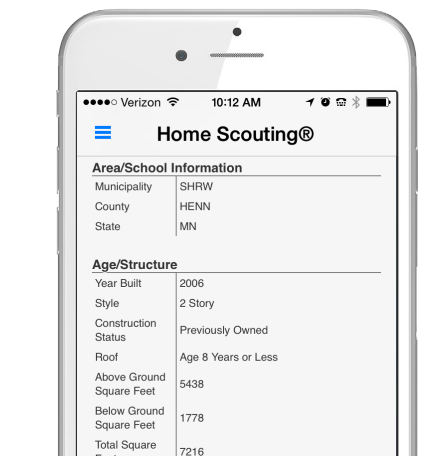 Verizon 10:12 AM
Home Scouting®
Area/School Information
Municipality SHRW
County HENN
State MN
Age/Structure
Year Built 2006
Style 2 Story
Construction
Status Previously Owned
Roof Age 8 Years or Less
Above Ground
Square Feet 5438
Below Ground
Square Feet 1778
Total Square
7216